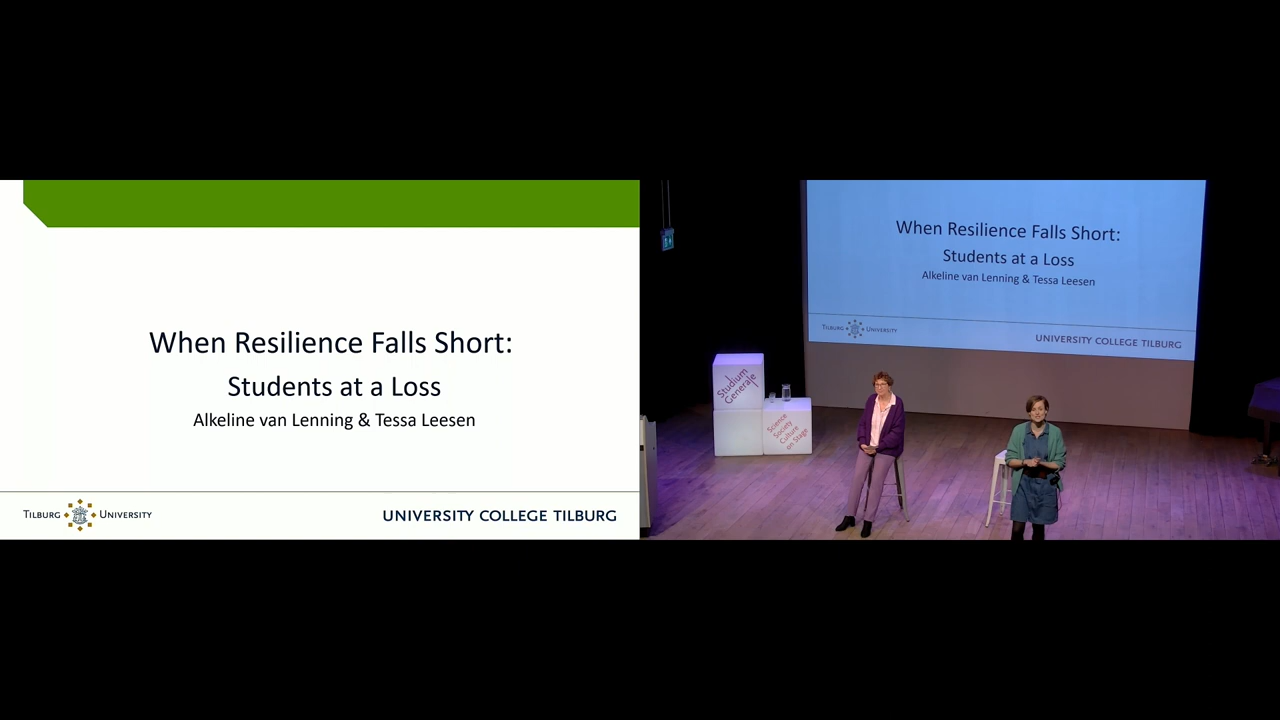 When Resilience Falls Short:
Students at a Loss
Alkeline van Lenning & Tessa Leesen
TILBURG UNIVERSITY
UNIVERSITY COLLEGE TILBURG
When Resilience Falls Short:
Students at a Loss
Alkeline van Lenning & Tessa Leesen
TILBURG UNIVERSITY
UNIVERSITY COLLEGE TILBURG
Studium
Generale
Science
Society
Culture
on Stage